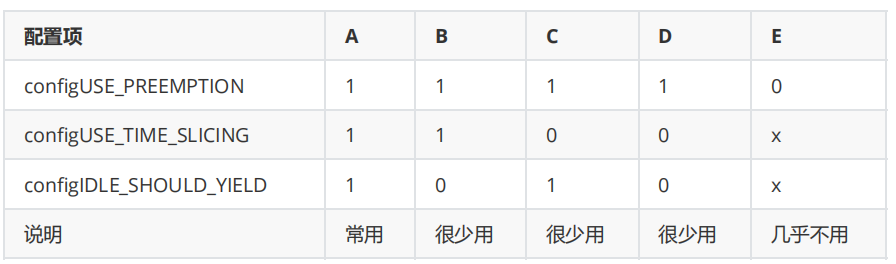 配置项 A B C D E
configUSE_PREEMPTION 1 1 1 1 0
configUSE_TIME_SLICING 1 1 0 0 x
configIDLE_SHOULD_YIELD 1 0 1 0 x
说明 常用 很少用 很少用 很少用 几乎不用